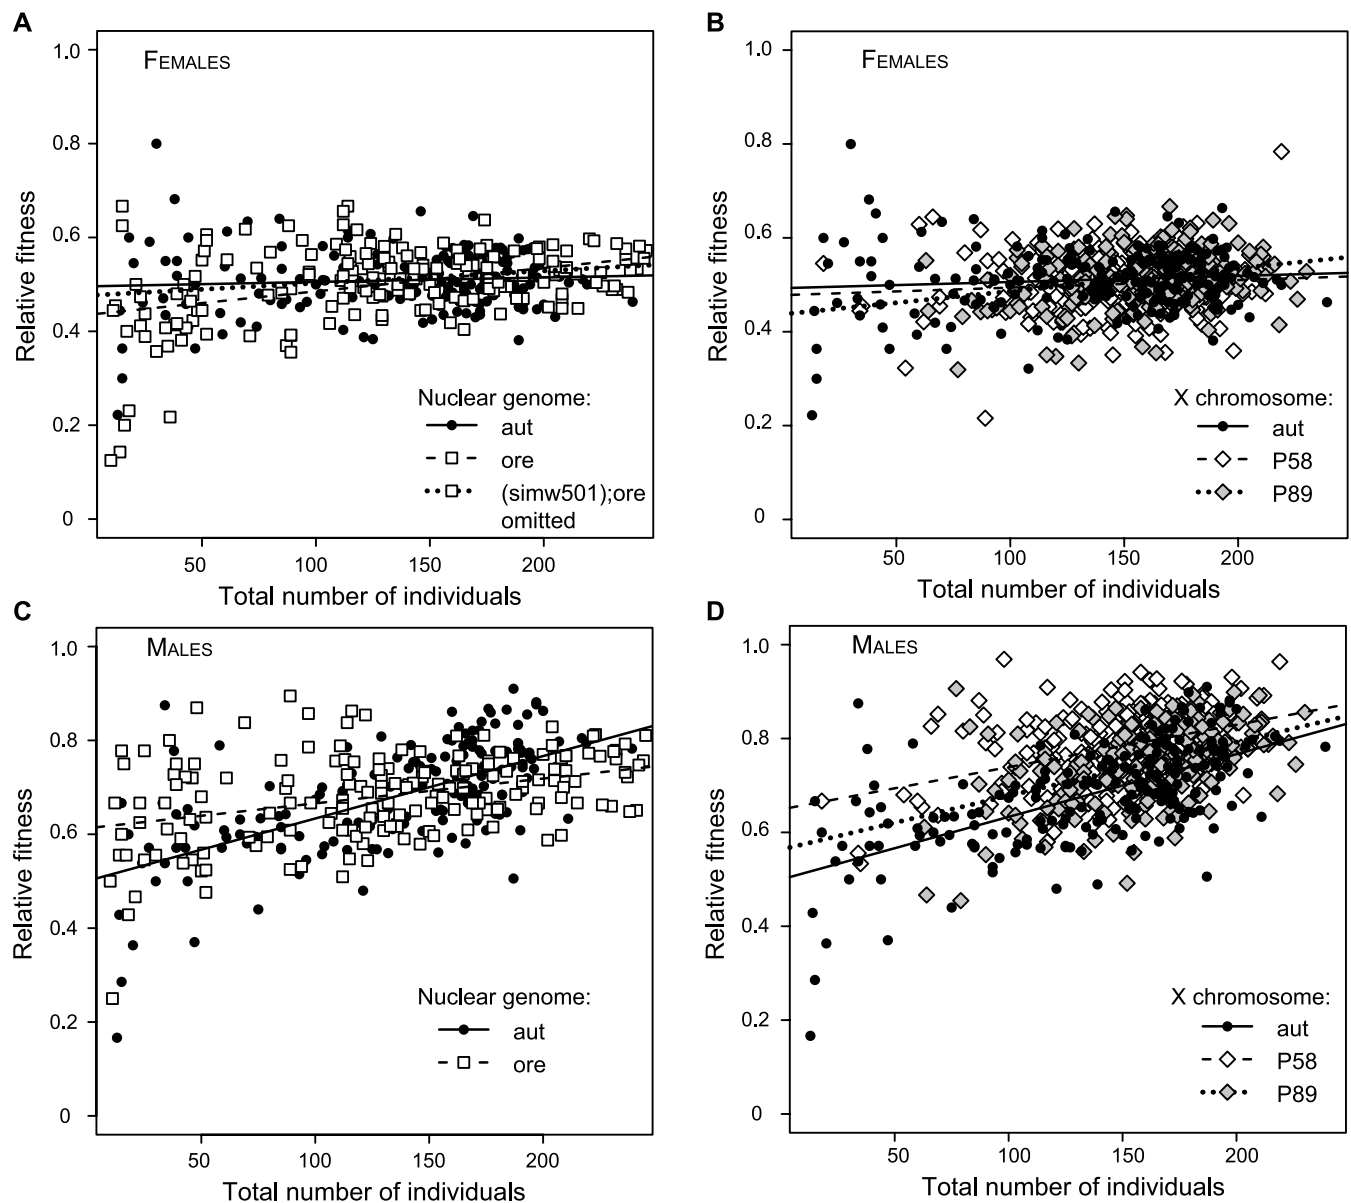 A
FEMALES
1.0
0.8
0.6
0.4
0.2
0
Relative fitness
Nuclear genome:
aut
ore
(simw501);ore
omitted
50
100
150
200
Total number of individuals
B
FEMALES
1.0
0.8
0.6
0.4
0.2
0
Relative fitness
X chromosome:
aut
P58
P89
50
100
150
200
Total number of individuals
C
MALES
1.0
0.8
0.6
0.4
0.2
0
Relative fitness
Nuclear genome:
aut
ore
50
100
150
200
Total number of individuals
D
MALES
1.0
0.8
0.6
0.4
0.2
0
Relative fitness
X chromosome:
aut
P58
P89
50
100
150
200
Total number of individuals